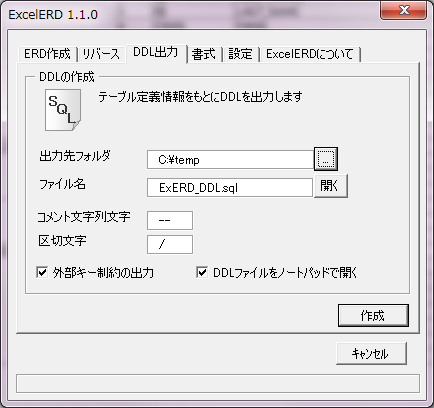 ExcelERD 1.1.0
ERD作成 リバース DDL出力 書式 設定 ExcelERDについて
DDLの作成
SQL テーブル定義情報をもとにDDLを出力します
出力先フォルダ C:¥temp ...
ファイル名 ExERD_DDL.sql 開く
コメント文字列文字 --
区切文字 /
外部キー制約の出力 DDLファイルをノートパッドで開く
作成
キャンセル